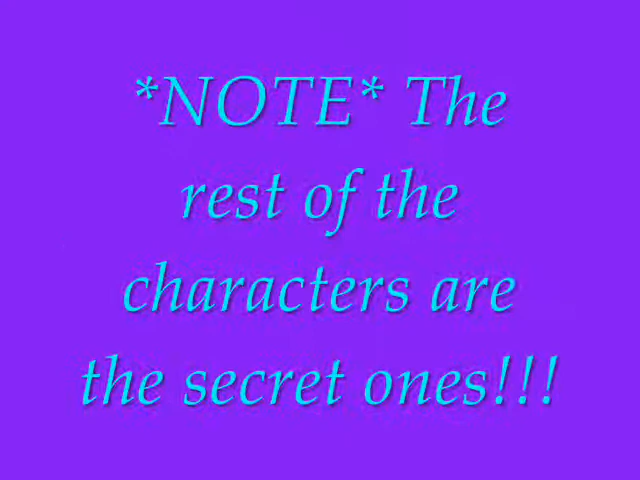 *NOTE* The
rest of the
characters are
the secret ones!!!